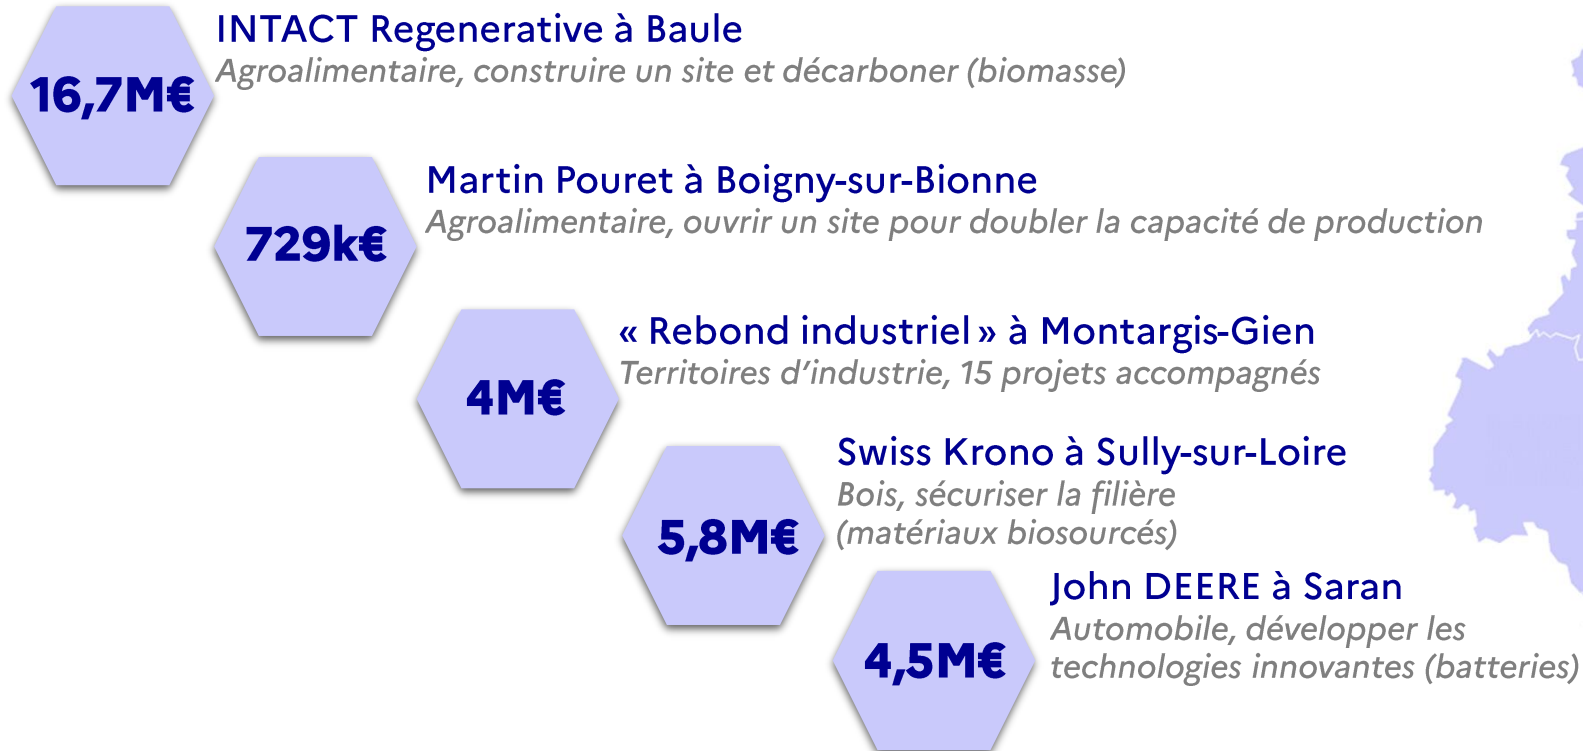 16,7M€
INTACT Regenerative à Baule
Agroalimentaire, construire un site et décarboner (biomasse)
729k€
Martin Pouret à Boigny-sur-Bionne
Agroalimentaire, ouvrir un site pour doubler la capacité de production
4M€
« Rebond industriel » à Montargis-Gien
Territoires d’industrie, 15 projets accompagnés
5,8M€
Swiss Krono à Sully-sur-Loire
Bois, sécuriser la filière
(matériaux biosourcés)
4,5M€
John DEERE à Saran
Automobile, développer les
technologies innovantes (batteries)